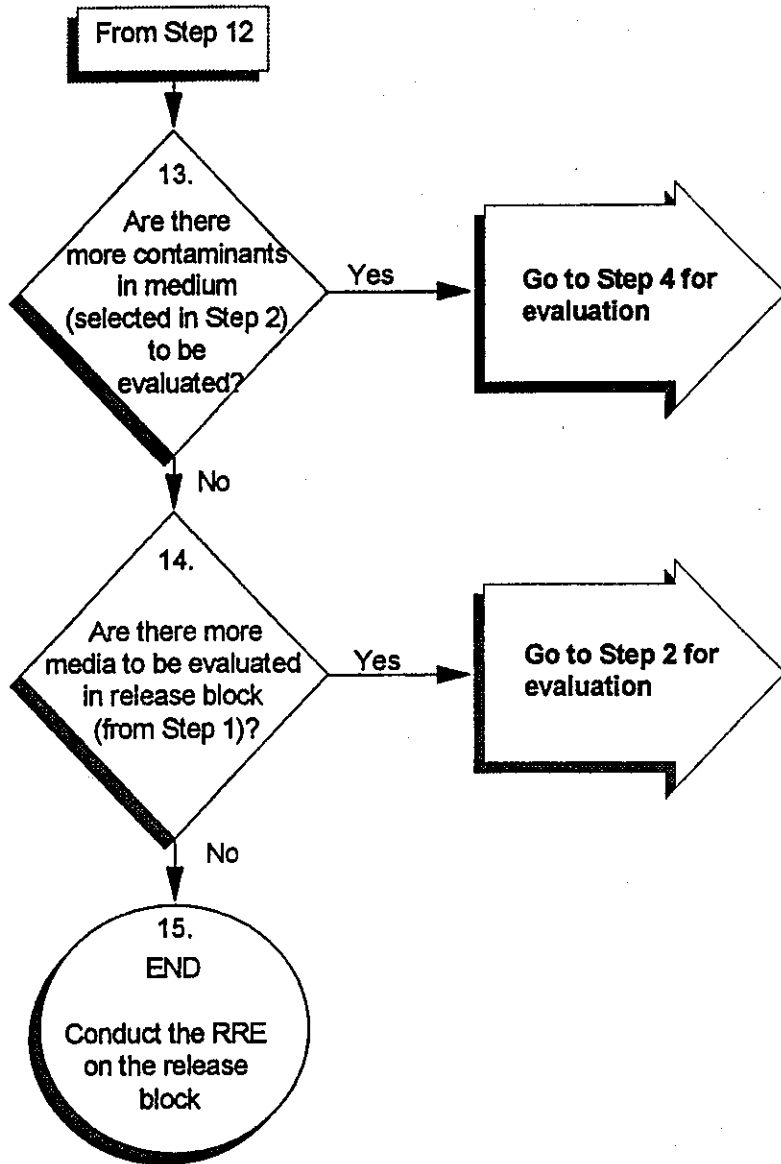 From Step 12
13.
Are there
more contaminants
in medium
(selected in Step 2)
to be
evaluated?
Yes
Go to Step 4 for
evaluation
No
14.
Are there more
media to be evaluated
in release block
(from Step 1)?
Yes
Go to Step 2 for
evaluation
No
15.
END
Conduct the RRE
on the release
block